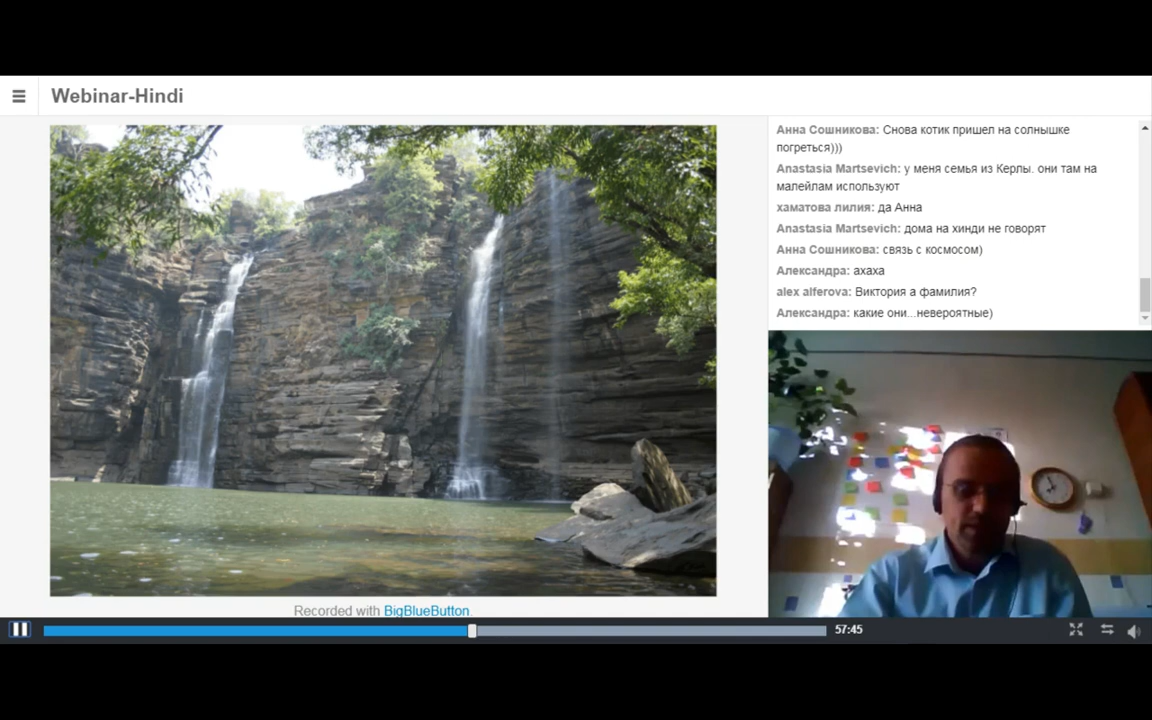 Webinar-Hindi
Анна Сошникова: Снова котик пришел на солнышке
погреться)))
Anastasia Martsevich: у меня семья из Керлы. они там на
малейлам используют
хаматова лилия: да Анна
Anastasia Martsevich: дома на хинди не говорят
Анна Сошникова: связь с космосом)
Александра: ахаха
alex alferova: Виктория а фамилия?
Александра: какие они...невероятные)
Recorded with BigBlueButton.
57:45